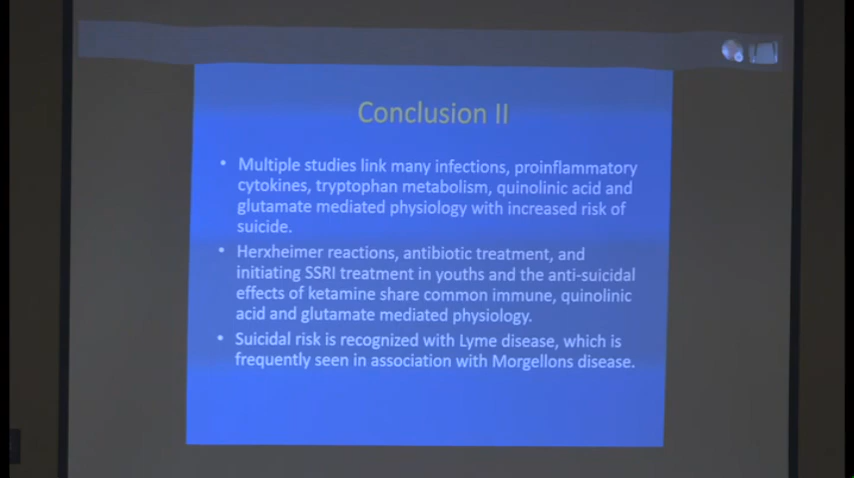 Conclusion II
• Multiple studies link many infections, proinflammatory
cytokines, tryptophan metabolism, quinolinic acid and
glutamate mediated physiology with increased risk of
suicide.
• Herxheimer reactions, antibiotic treatment, and
initiating SSRI treatment in youths and the anti-suicidal
effects of ketamine share common immune, quinolinic
acid and glutamate mediated physiology.
• Suicidal risk is recognized with Lyme disease, which is
frequently seen in association with Morgellons disease.